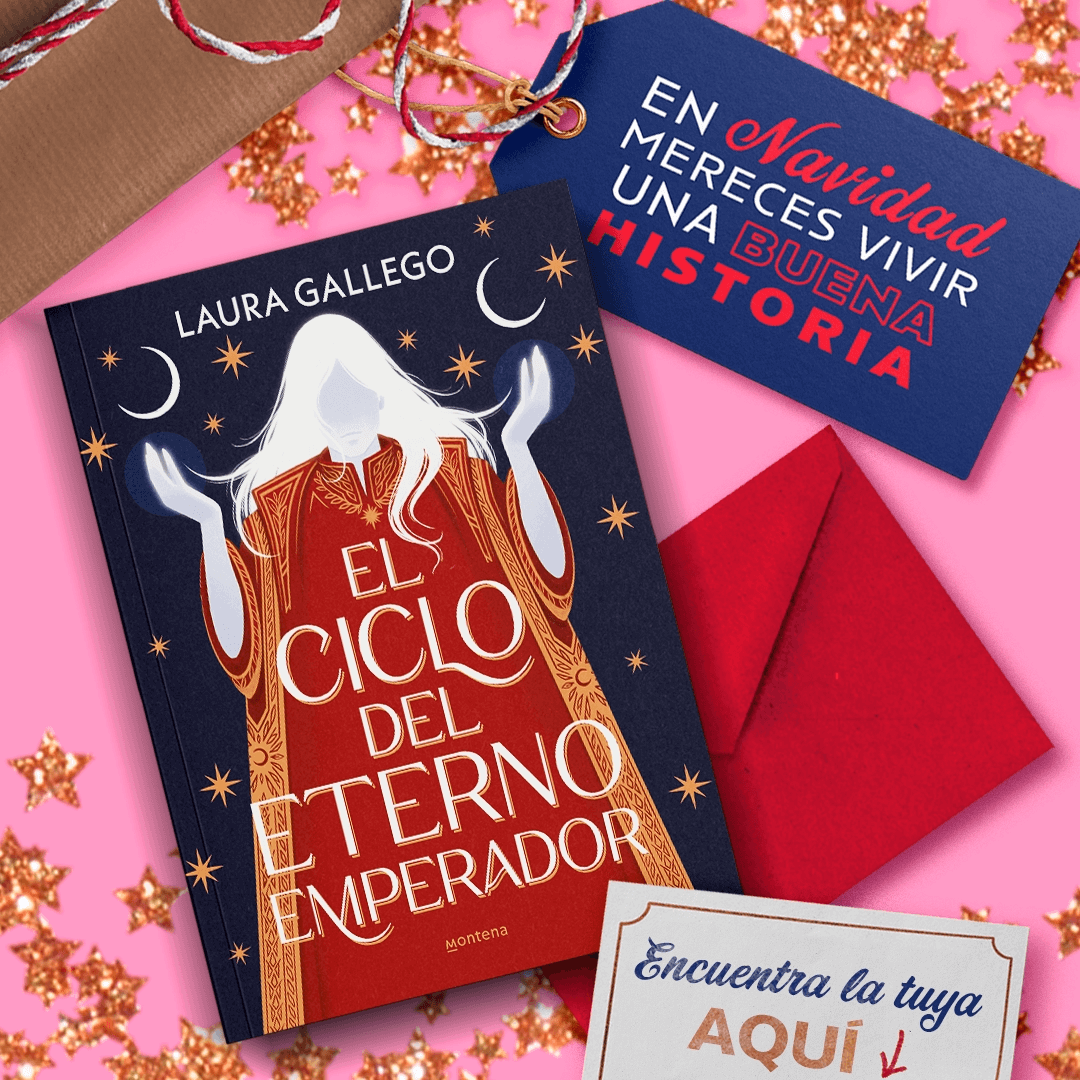 EN Navidad
MERECES VIVIR
UNA BUENA
HISTORIA
LAURA GALLEGO
EL
CICLO
DEL
ETERNO
EMPERADOR
Montena
Encuentra la tuya
AQUÍ